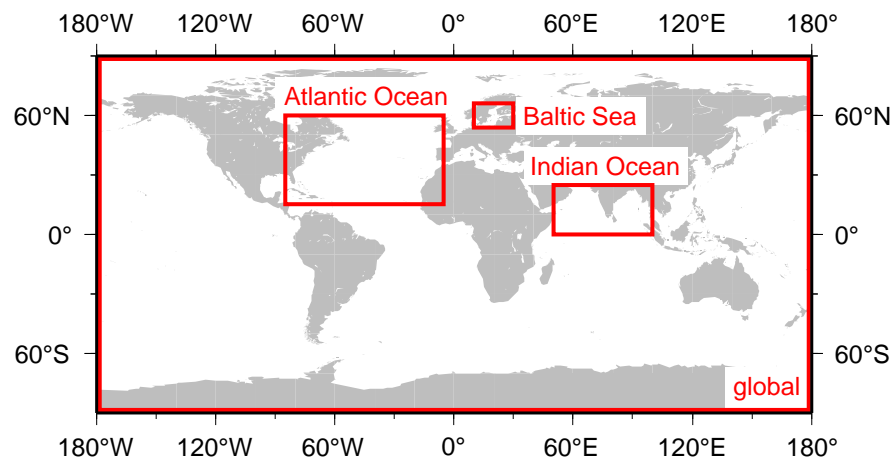 180°W 120°W 60°W 0° 60°E 120°E 180°
60°N 60°N
Atlantic Ocean
Baltic Sea
Indian Ocean
0° 0°
60°S 60°S
global
180°W 120°W 60°W 0° 60°E 120°E 180°